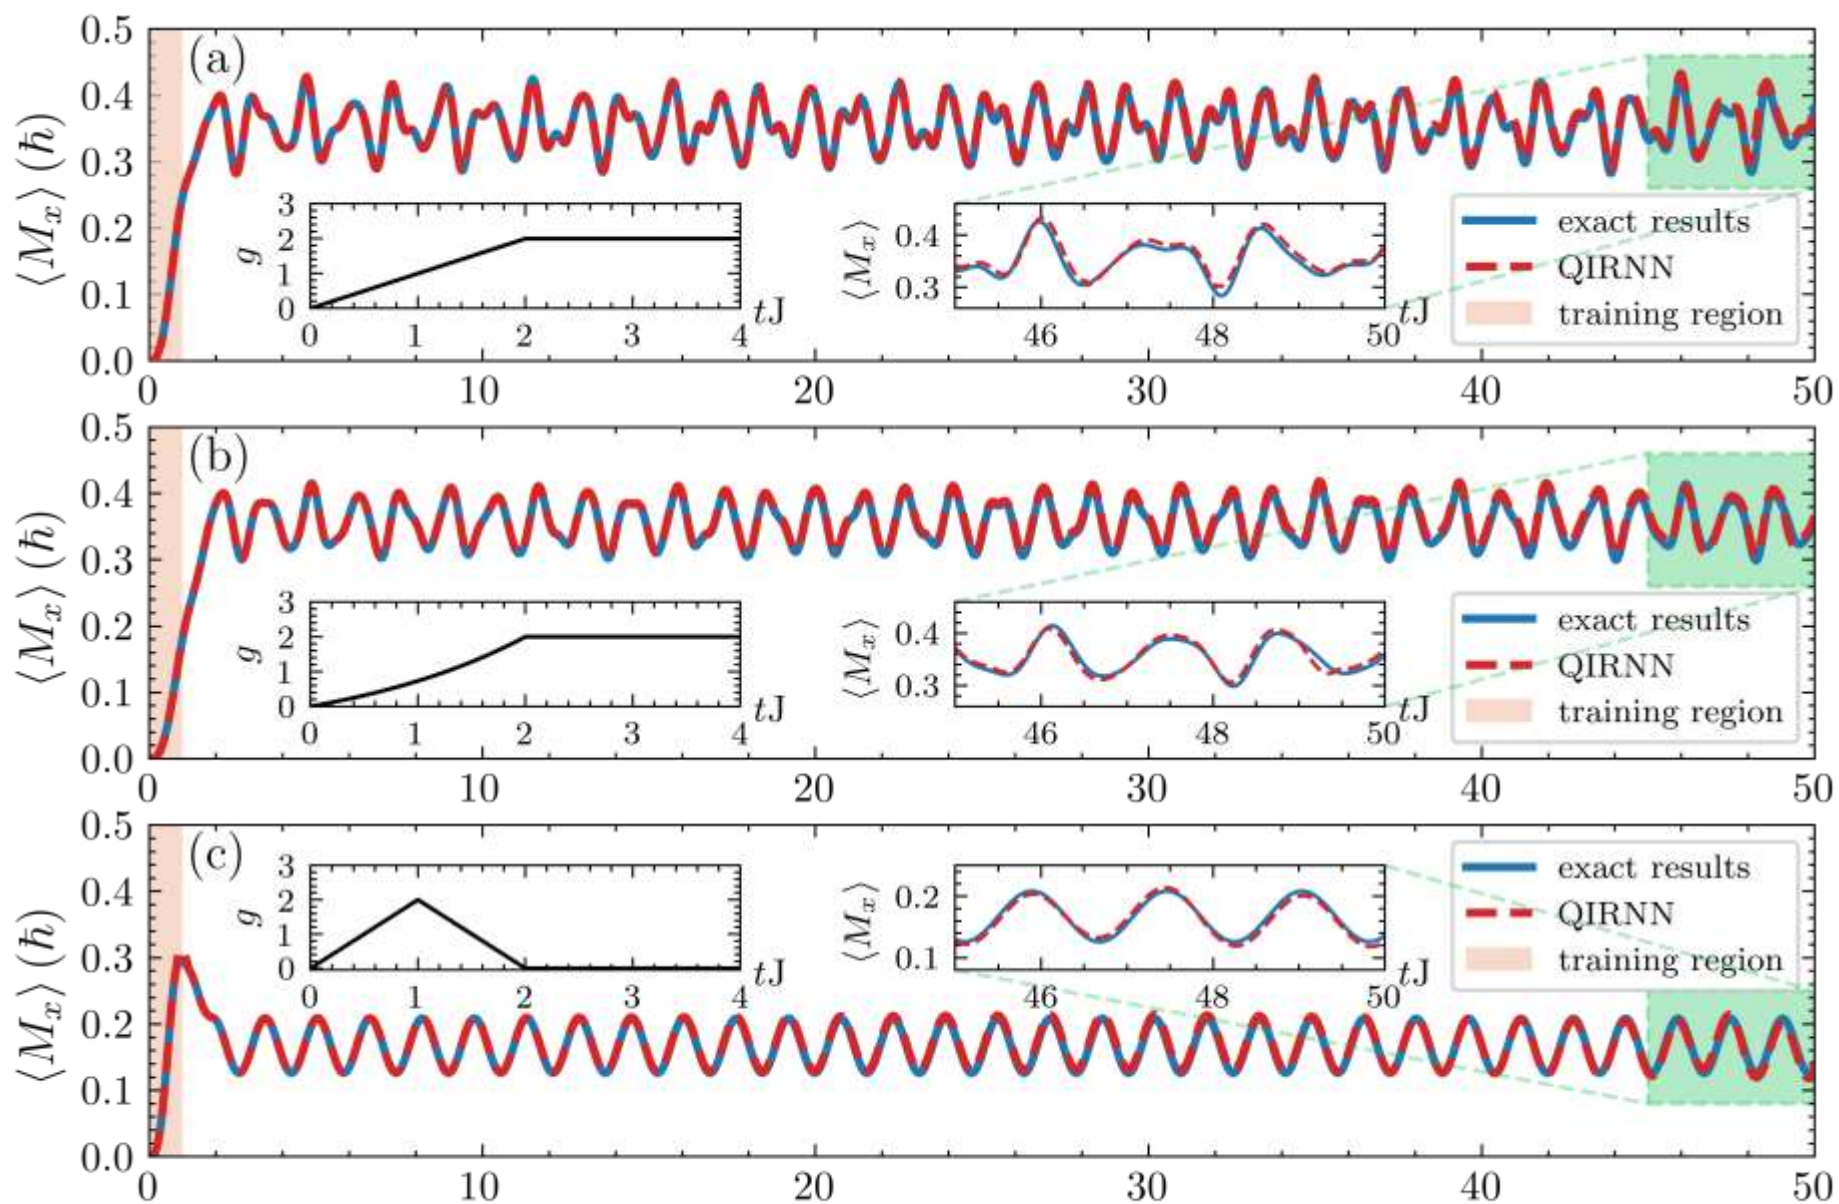 (a)
⟨M_x⟩ (ħ)
0.5
0.4
0.3
0.2
0.1
0.0
g
3
2
1
0
0 1 2 3 4 tJ
⟨M_x⟩
0.4
0.3
46 48 50 tJ
exact results
QIRNN
training region
0 10 20 30 40 50
(b)
⟨M_x⟩ (ħ)
0.5
0.4
0.3
0.2
0.1
0.0
g
3
2
1
0
0 1 2 3 4 tJ
⟨M_x⟩
0.4
0.3
46 48 50 tJ
exact results
QIRNN
training region
0 10 20 30 40 50
(c)
⟨M_x⟩ (ħ)
0.5
0.4
0.3
0.2
0.1
0.0
g
3
2
1
0
0 1 2 3 4 tJ
⟨M_x⟩
0.2
0.1
46 48 50 tJ
exact results
QIRNN
training region
0 10 20 30 40 50